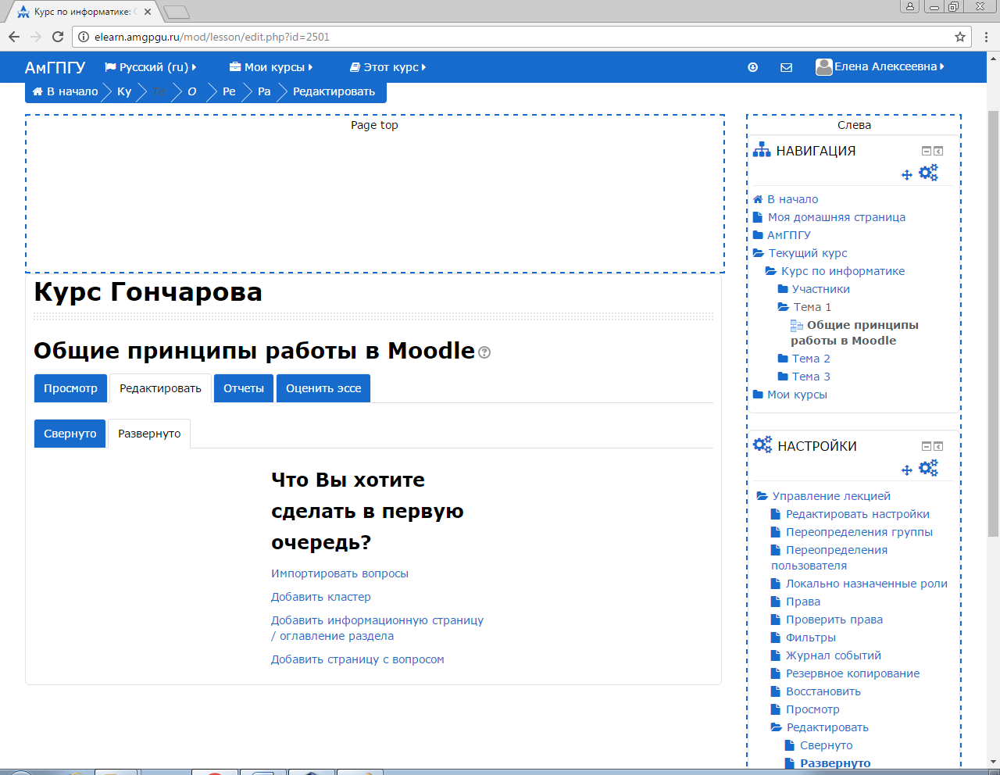 Курс по информатике:
elearn.amgpgu.ru/mod/lesson/edit.php?id=2501
АмГПГУ Русский (ru) Мои курсы Этот курс Елена Алексеевна
В начало Ку О Ре Ра Редактировать
Page top
Курс Гончарова
Общие принципы работы в Moodle
Просмотр Редактировать Отчеты Оценить эссе
Свернуто Развернуто
Что Вы хотите
сделать в первую
очередь?
Импортировать вопросы
Добавить кластер
Добавить информационную страницу
/ оглавление раздела
Добавить страницу с вопросом
Слева
НАВИГАЦИЯ
В начало
Моя домашняя страница
АмГПГУ
Текущий курс
Курс по информатике
Участники
Тема 1
Общие принципы
работы в Moodle
Тема 2
Тема 3
Мои курсы
НАСТРОЙКИ
Управление лекцией
Редактировать настройки
Переопределения группы
Переопределения
пользователя
Локально назначенные роли
Права
Проверить права
Фильтры
Журнал событий
Резервное копирование
Восстановить
Просмотр
Редактировать
Свернуто
Развернуто